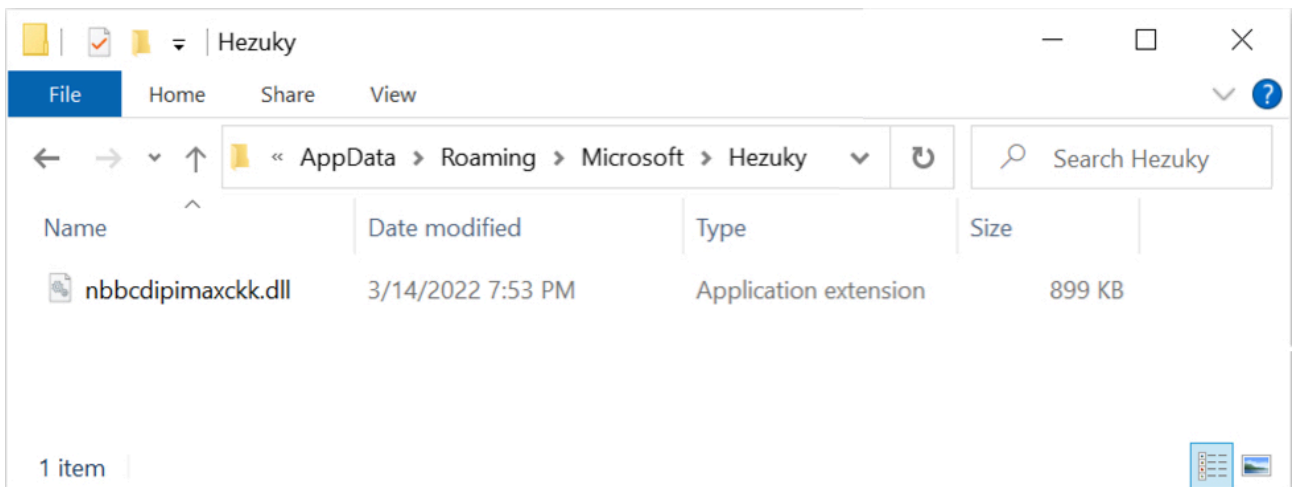 Hezuky
File Home Share View
« AppData > Roaming > Microsoft > Hezuky Search Hezuky
Name Date modified Type Size
nbbcdipimaxckk.dll 3/14/2022 7:53 PM Application extension 899 KB
1 item